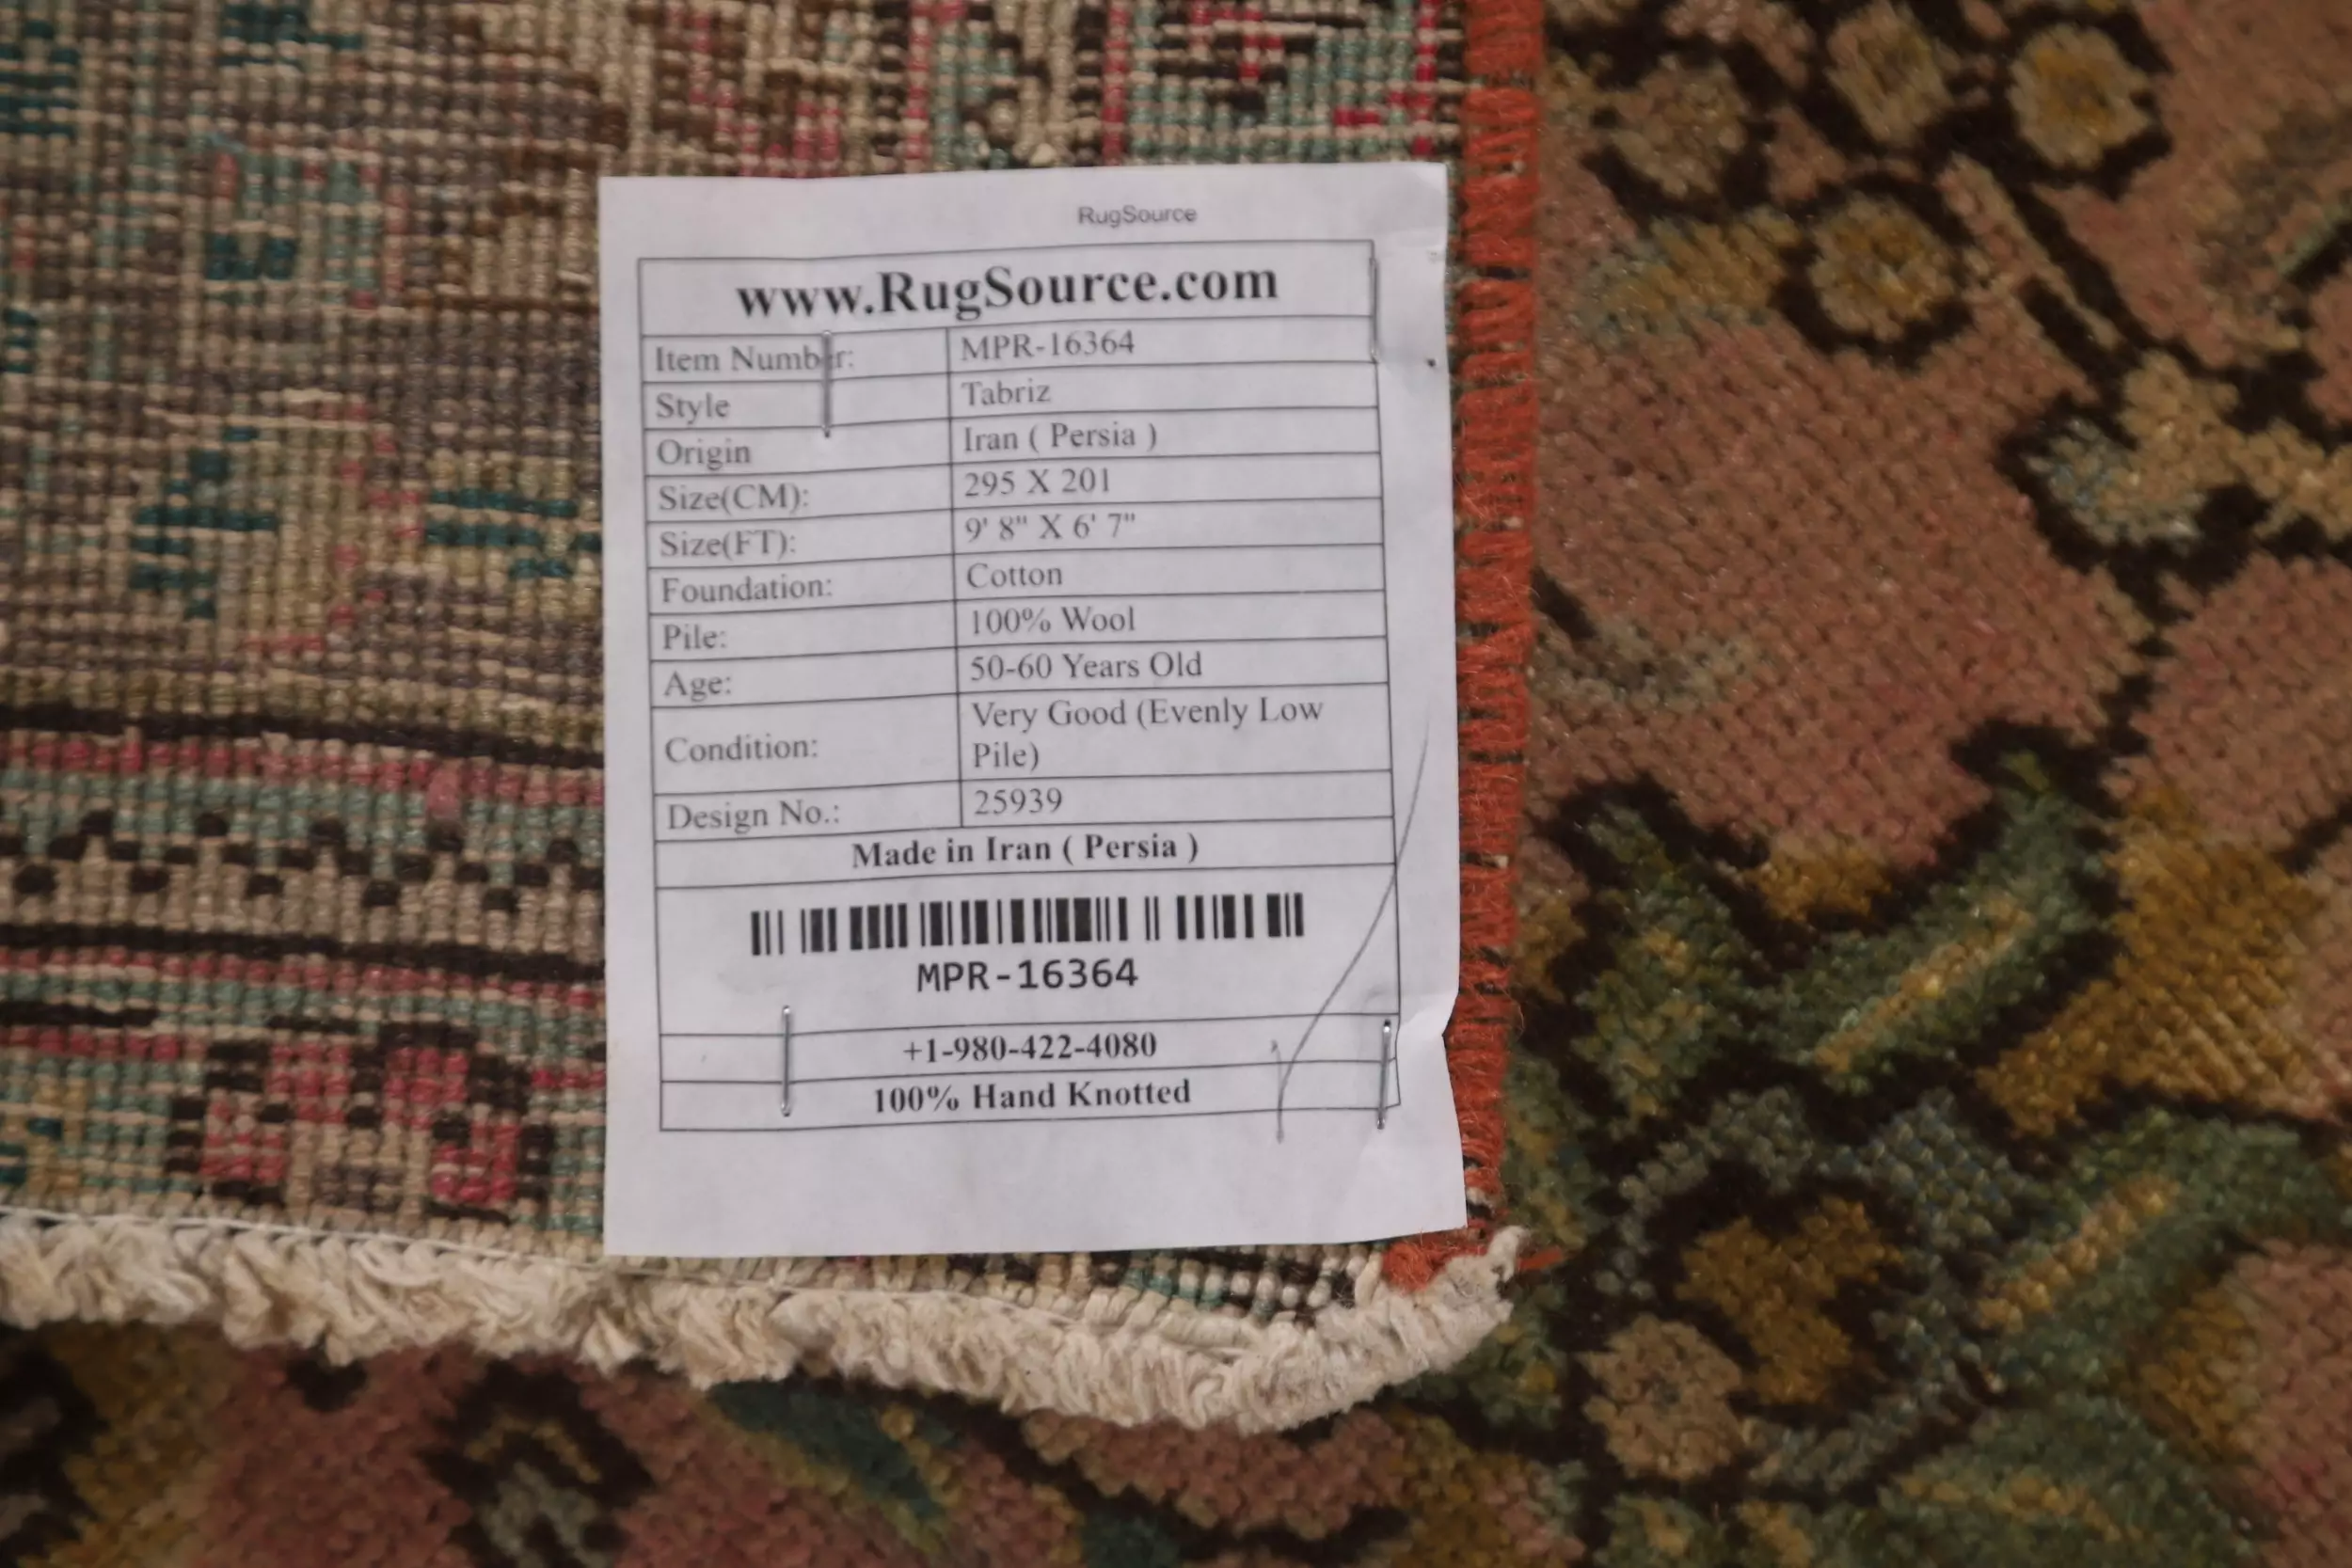 RugSource
www.RugSource.com
Item Number: MPR-16364
Style Tabriz
Origin Iran ( Persia )
Size(CM): 295 X 201
Size(FT): 9' 8" X 6' 7"
Foundation: Cotton
Pile: 100% Wool
Age: 50-60 Years Old
Condition: Very Good (Evenly Low
Pile)
Design No.: 25939
Made in Iran ( Persia )
MPR-16364
+1-980-422-4080
100% Hand Knotted